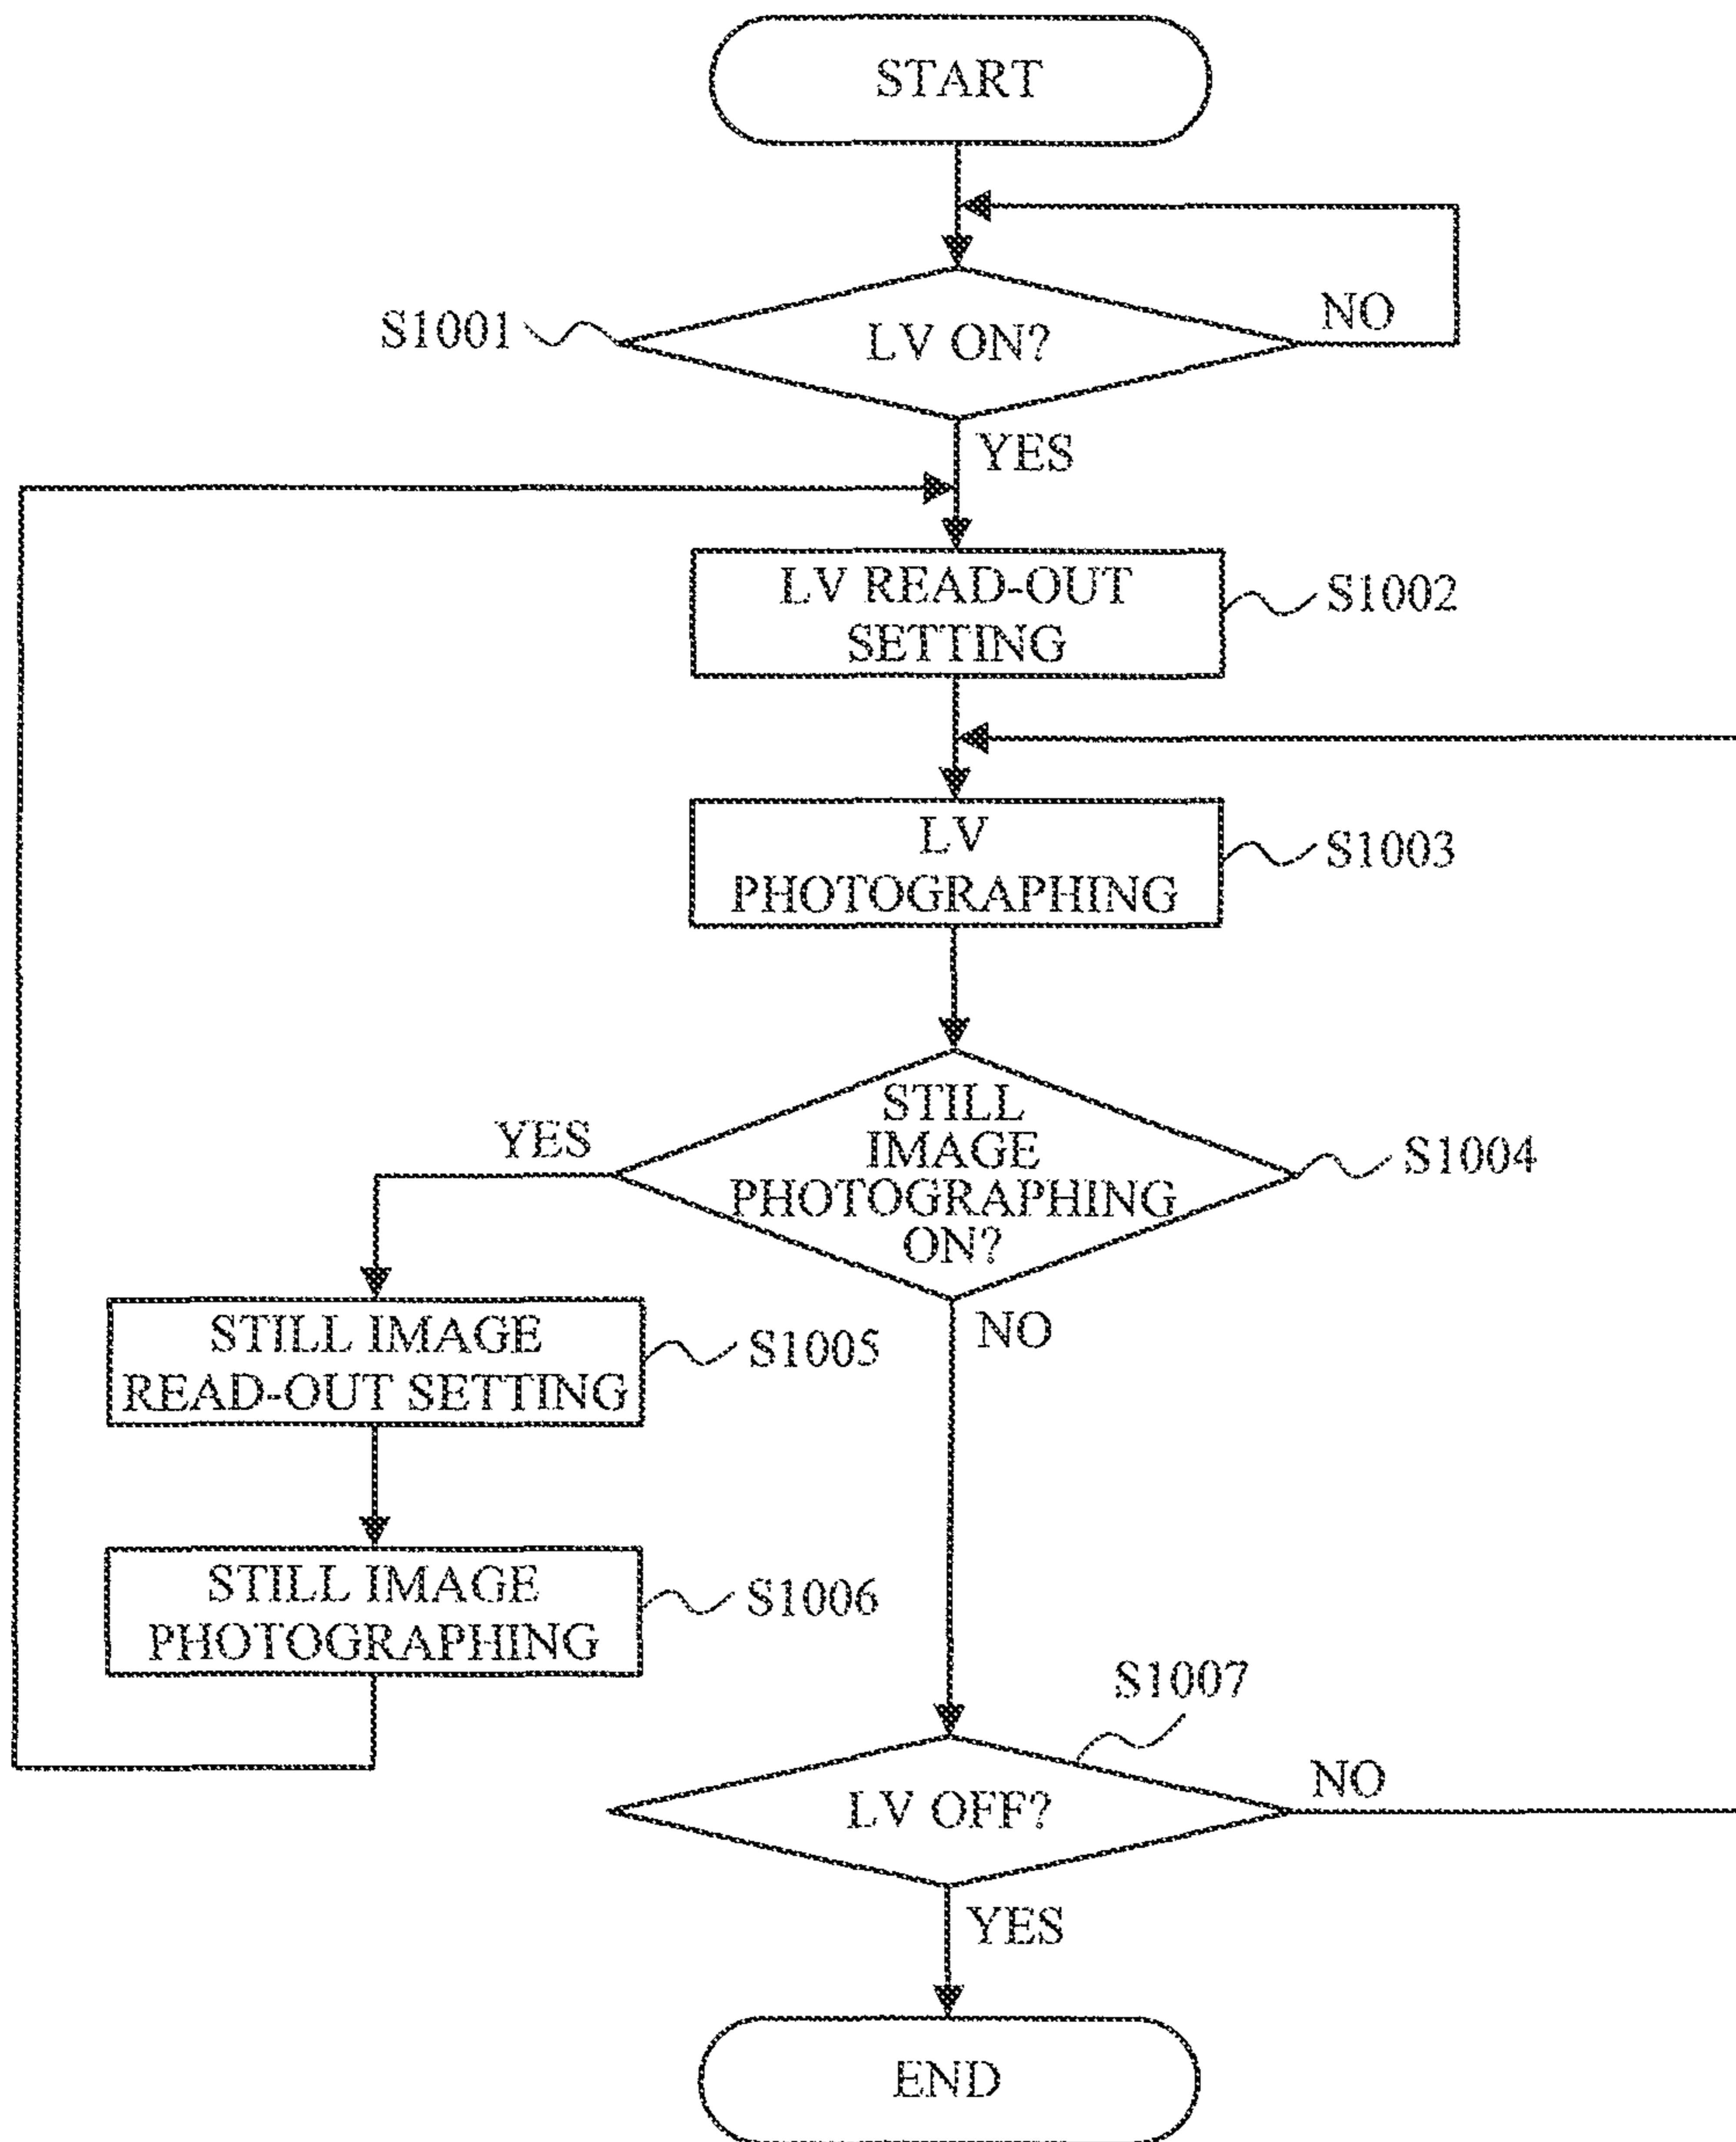 START
S1001
LV ON?
NO
YES
LV READ-OUT
SETTING
S1002
LV
PHOTOGRAPHING
S1003
YES
STILL
IMAGE
PHOTOGRAPHING
ON?
S1004
NO
STILL IMAGE
READ-OUT SETTING
S1005
STILL IMAGE
PHOTOGRAPHING
S1006
S1007
LV OFF?
NO
YES
END